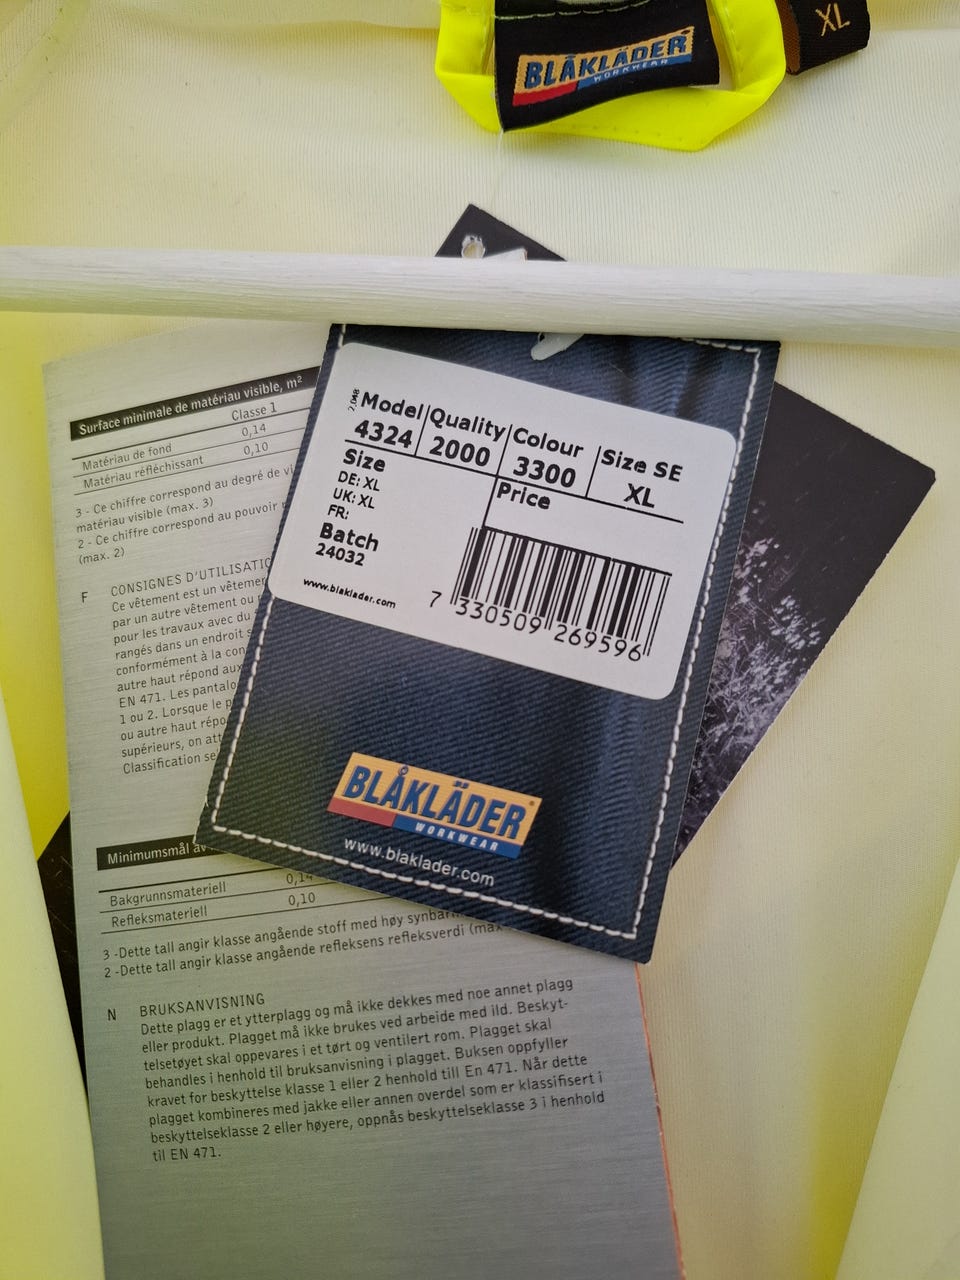 BLÅKLÄDER
WORKWEAR
XL
2,048
Model
4324
Quality
2000
Colour
3300
Size SE
XL
Size
DE: XL
UK: XL
FR:
Price
Batch
24032
www.blaklader.com
7 330509 269596
BLÅKLÄDER
WORKWEAR
www.blaklader.com
Surface minimale de matériau visible, m²
Classe 1
Matériau de fond 0,14
Matériau réfléchissant 0,10
3 - Ce chiffre correspond au degré de
matériau visible (max. 3)
2 - Ce chiffre correspond au pouvoir
(max. 2)
F CONSIGNES D'UTILISATIO
Ce vêtement est un vêtemen
par un autre vêtement ou
pour les travaux avec du
rangés dans un endroit
conformément à la con
autre haut répond aux
EN 471. Les pantalo
1 ou 2. Lorsque le
ou autre haut répo
supérieurs, on att
Classification se
Minimumsmål av
Bakgrunnsmateriell 0,14
Refleksmateriell 0,10
3 -Dette tall angir klasse angående stoff med høy
2 -Dette tall angir klasse angående refleksens refleksverdi (max
N BRUKSANVISNING
Dette plagg er et ytterplagg og må ikke dekkes med noe annet plagg
eller produkt. Plagget må ikke brukes ved arbeide med ild. Beskyt-
telsetøyet skal oppevares i et tørt og ventilert rom. Plagget skal
behandles i henhold til bruksanvisning i plagget. Buksen oppfyller
kravet for beskyttelse klasse 1 eller 2 henhold till En 471. Når dette
plagget kombineres med jakke eller annen overdel som er klassifisert i
beskyttelseklasse 2 eller høyere, oppnås beskyttelseklasse 3 i henhold
til EN 471.